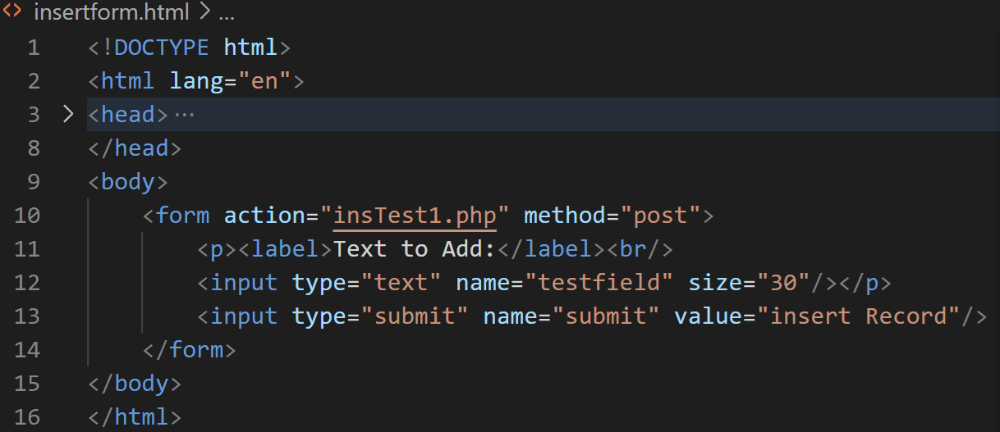 <> insertform.html > ...
1 <!DOCTYPE html>
2 <html lang="en">
3 > <head>···
8 </head>
9 <body>
10 <form action="insTest1.php" method="post">
11 <p><label>Text to Add:</label><br/>
12 <input type="text" name="testfield" size="30"/></p>
13 <input type="submit" name="submit" value="insert Record"/>
14 </form>
15 </body>
16 </html>